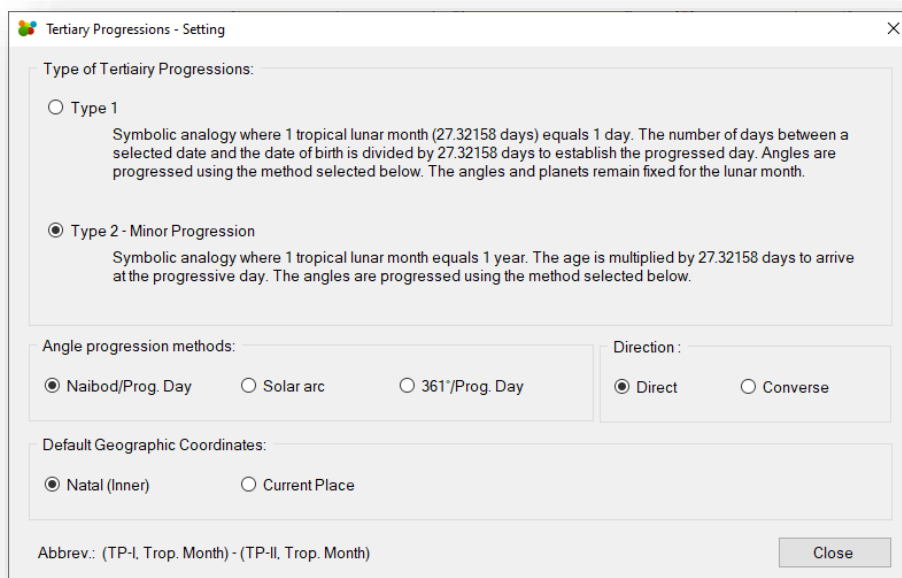 Tertiary Progressions - Setting
Type of Tertiairy Progressions:
Type 1
Symbolic analogy where 1 tropical lunar month (27.32158 days) equals 1 day. The number of days between a
selected date and the date of birth is divided by 27.32158 days to establish the progressed day. Angles are
progressed using the method selected below. The angles and planets remain fixed for the lunar month.
Type 2 - Minor Progression
Symbolic analogy where 1 tropical lunar month equals 1 year. The age is multiplied by 27.32158 days to arrive
at the progressive day. The angles are progressed using the method selected below.
Angle progression methods:
Naibod/Prog. Day Solar arc 361°/Prog. Day
Direction :
Direct Converse
Default Geographic Coordinates:
Natal (Inner) Current Place
Abbrev.: (TP-I, Trop. Month) - (TP-II, Trop. Month)
Close